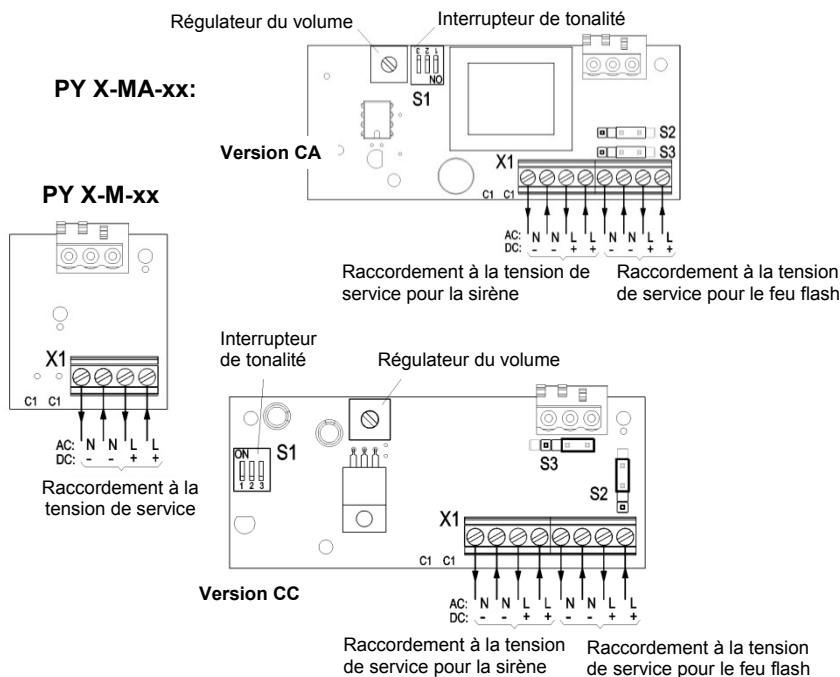 Régulateur du volume
Interrupteur de tonalité
PY X-MA-xx:
3 2 1
NO
S1
Version CA
S2
S3
X1
C1 C1
AC: N N L L N N L L
DC: - - + + - - + +
Raccordement à la tension de
service pour la sirène
Raccordement à la tension
de service pour le feu flash
PY X-M-xx
X1
C1 C1
AC: N N L L
DC: - - + +
Raccordement à la
tension de service
Interrupteur
de tonalité
Régulateur du volume
ON
1 2 3
S1
S3
S2
X1
C1 C1
Version CC
AC: N N L L N N L L
DC: - - + + - - + +
Raccordement à la tension
de service pour la sirène
Raccordement à la tension
de service pour le feu flash